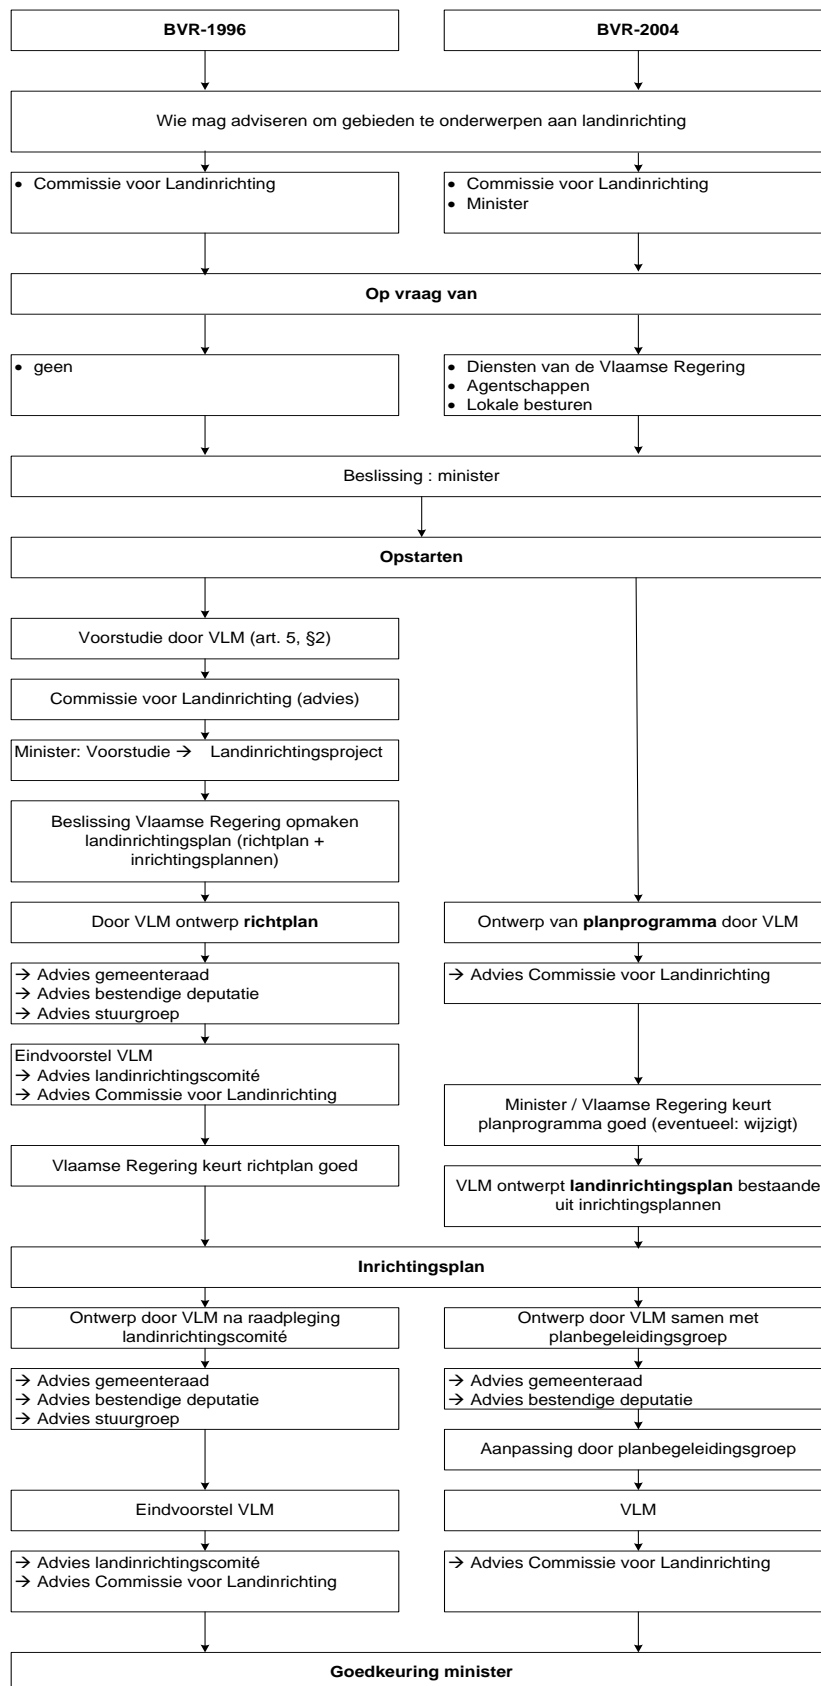 BVR-1996
BVR-2004
Wie mag adviseren om gebieden te onderwerpen aan landinrichting
• Commissie voor Landinrichting
• Commissie voor Landinrichting
• Minister
Op vraag van
• geen
• Diensten van de Vlaamse Regering
• Agentschappen
• Lokale besturen
Beslissing : minister
Opstarten
Voorstudie door VLM (art. 5, §2)
Commissie voor Landinrichting (advies)
Minister: Voorstudie → Landinrichtingsproject
Beslissing Vlaamse Regering opmaken
landinrichtingsplan (richtplan +
inrichtingsplannen)
Door VLM ontwerp richtplan
→ Advies gemeenteraad
→ Advies bestendige deputatie
→ Advies stuurgroep
Eindvoorstel VLM
→ Advies landinrichtingscomité
→ Advies Commissie voor Landinrichting
Vlaamse Regering keurt richtplan goed
Ontwerp van planprogramma door VLM
→ Advies Commissie voor Landinrichting
Minister / Vlaamse Regering keurt
planprogramma goed (eventueel: wijzigt)
VLM ontwerpt landinrichtingsplan bestaande
uit inrichtingsplannen
Inrichtingsplan
Ontwerp door VLM na raadpleging
landinrichtingscomité
→ Advies gemeenteraad
→ Advies bestendige deputatie
→ Advies stuurgroep
Eindvoorstel VLM
→ Advies landinrichtingscomité
→ Advies Commissie voor Landinrichting
Ontwerp door VLM samen met
planbegeleidingsgroep
→ Advies gemeenteraad
→ Advies bestendige deputatie
Aanpassing door planbegeleidingsgroep
VLM
→ Advies Commissie voor Landinrichting
Goedkeuring minister